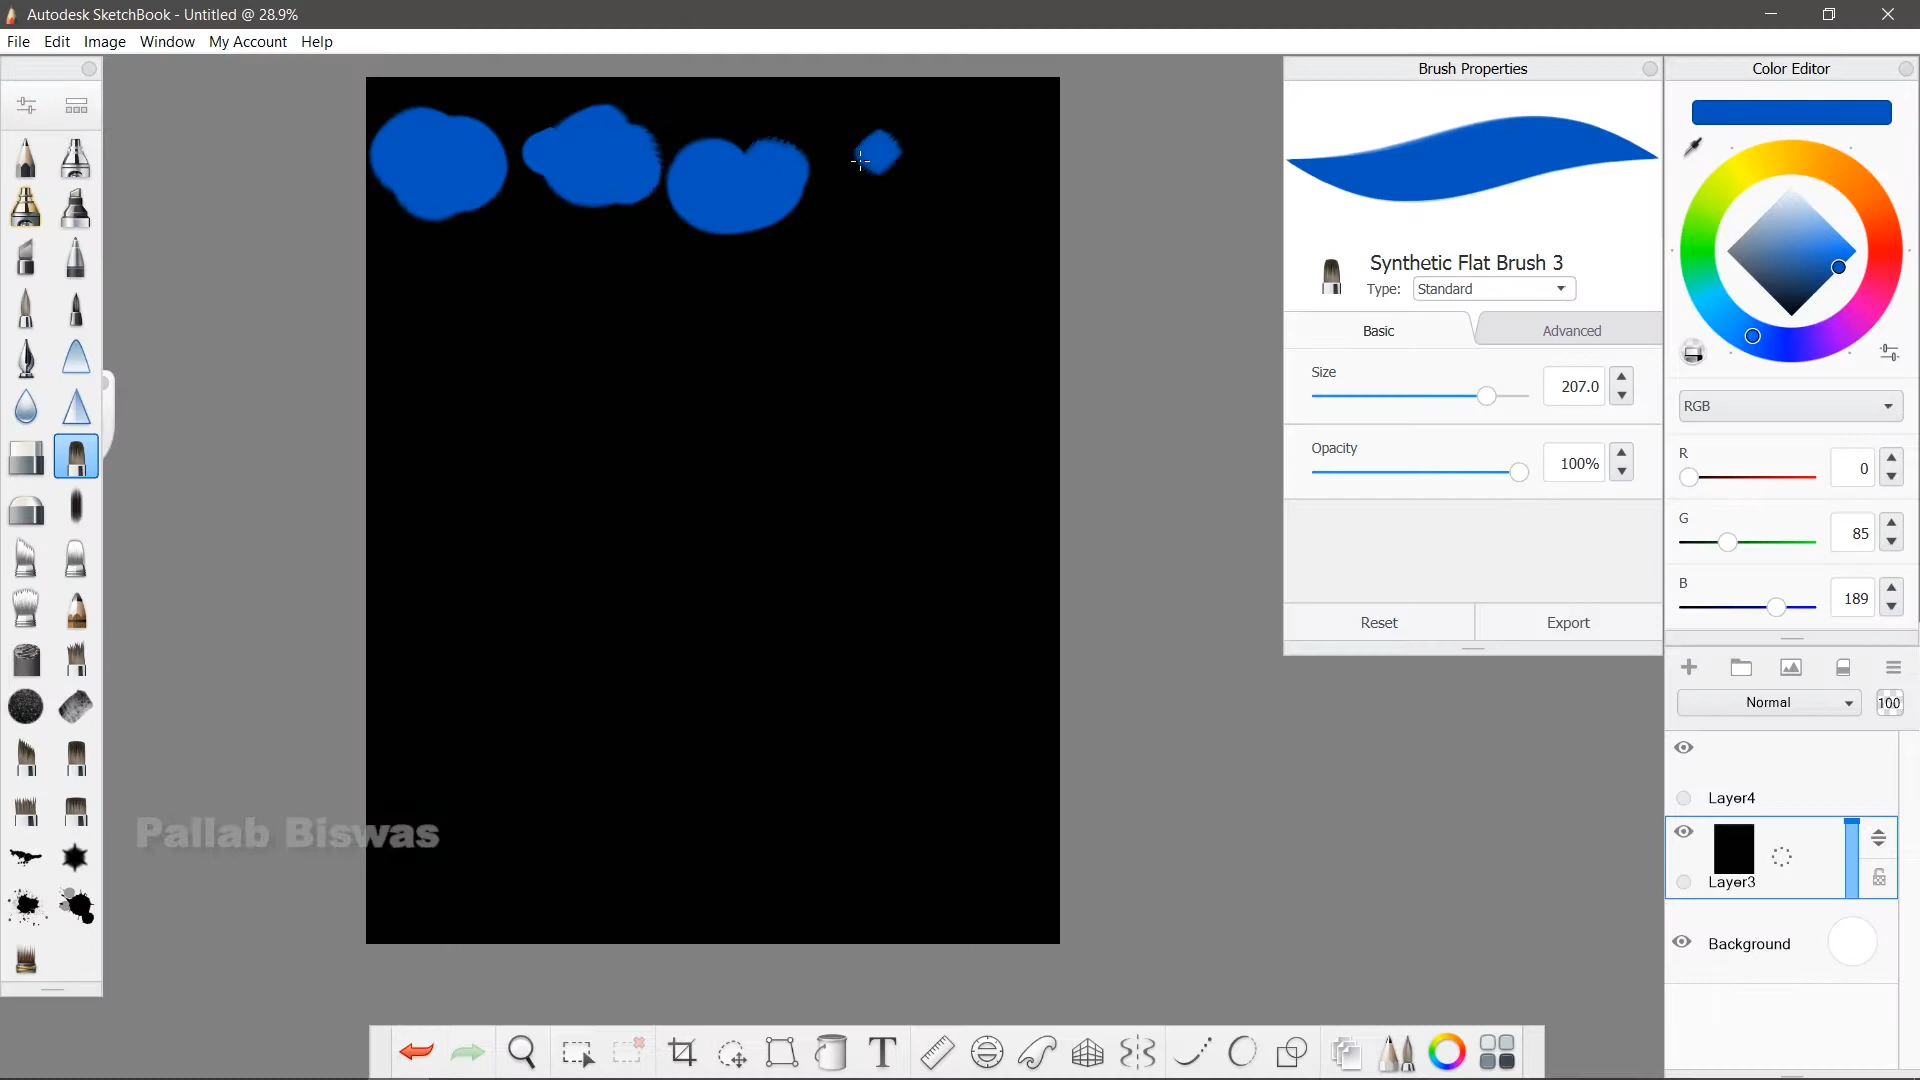 Autodesk SketchBook - Untitled @ 28.9%
File Edit Image Window My Account Help
Brush Properties
Color Editor
Synthetic Flat Brush 3
Type: Standard
Basic Advanced
Size
207.0
Opacity
100%
Reset Export
RGB
R
0
G
85
B
189
Normal 100
Layer4
Layer3
Background
Pallab Biswas
T